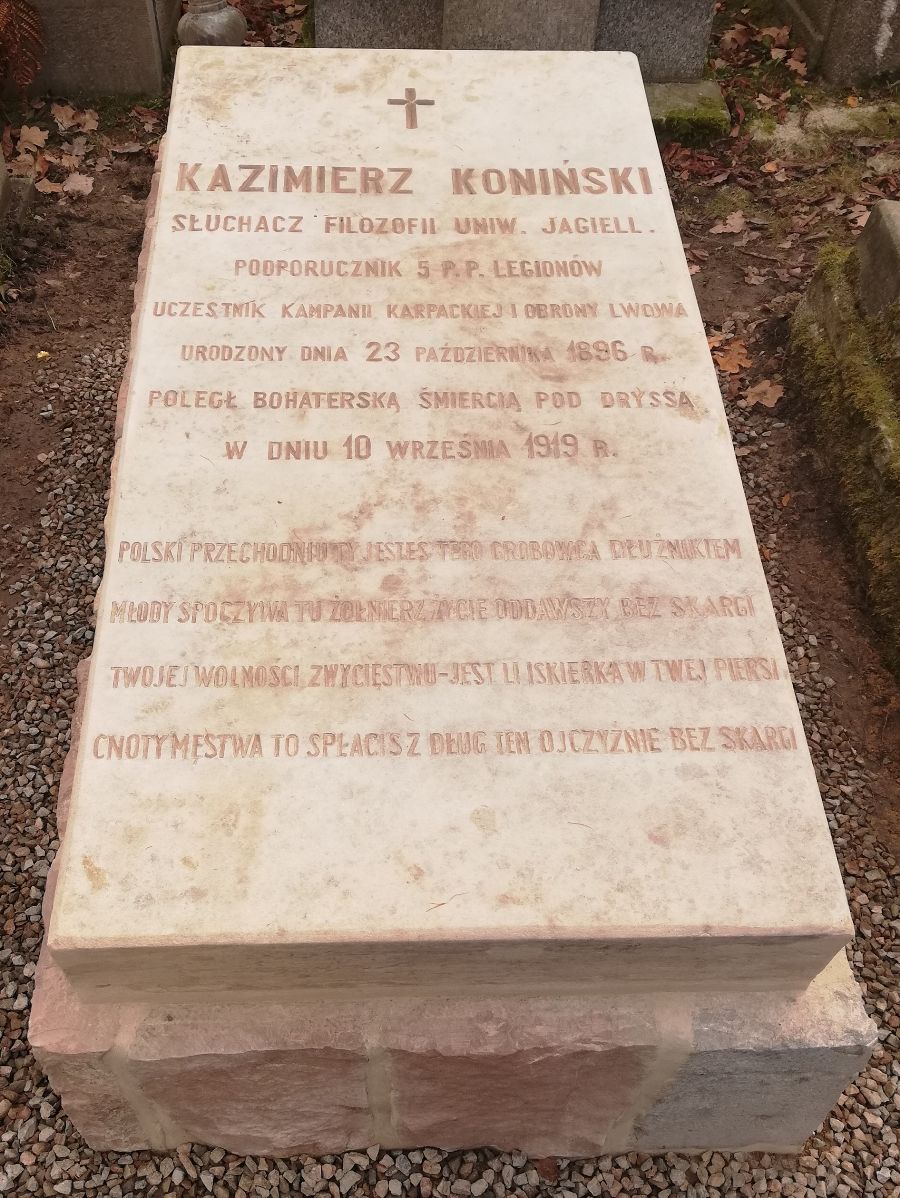 KAZIMIERZ KONIŃSKI
SŁUCHACZ FILOZOFII UNIW. JAGIELL.
PODPORUCZNIK 5 P.P. LEGIONÓW
UCZESTNIK KAMPANII KARPACKIEJ I OBRONY LWOWA
URODZONY DNIA 23 PAŹDZIERNIKA 1896 R.
POLEGŁ BOHATERSKĄ ŚMIERCIĄ POD DRYSSĄ
W DNIU 10 WRZEŚNIA 1919 R.
POLSKI PRZECHODNIU TY JESTEŚ TEGO GROBOWCA DŁUŻNIKIEM
MŁODY SPOCZYWA TU ŻOŁNIERZ ŻYCIE ODDAWSZY BEZ SKARGI
TWOJEJ WOLNOŚCI ZWYCIĘSTWU-JEST LI ISKIERKA W TWEJ PIERSI
CNOTY MĘSTWA TO SPŁACISZ DŁUG TEN OJCZYŹNIE BEZ SKARGI